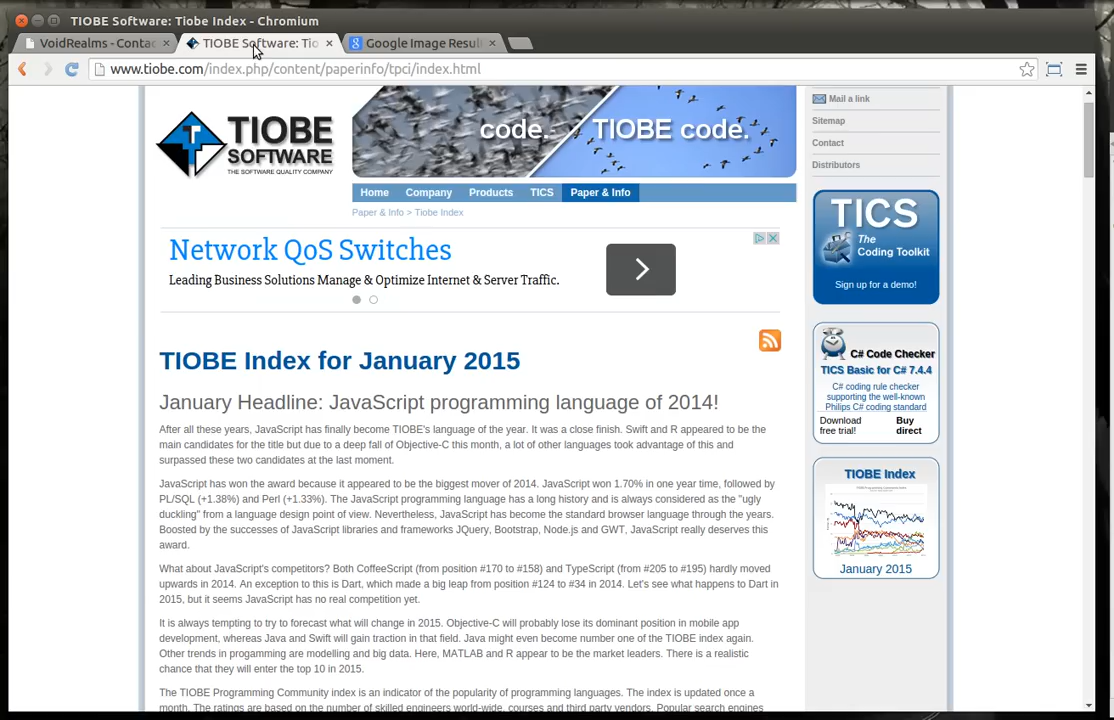 TIOBE Software: Tiobe Index - Chromium
VoidRealms - Contac
TIOBE Software: Tio
Google Image Resul
www.tiobe.com/index.php/content/paperinfo/tpci/index.html
TIOBE
SOFTWARE
THE SOFTWARE QUALITY COMPANY
code.
TIOBE code.
Home
Company
Products
TICS
Paper & Info
Paper & Info > Tiobe Index
Network QoS Switches
Leading Business Solutions Manage & Optimize Internet & Server Traffic.
TIOBE Index for January 2015
January Headline: JavaScript programming language of 2014!
After all these years, JavaScript has finally become TIOBE's language of the year. It was a close finish. Swift and R appeared to be the
main candidates for the title but due to a deep fall of Objective-C this month, a lot of other languages took advantage of this and
surpassed these two candidates at the last moment.
JavaScript has won the award because it appeared to be the biggest mover of 2014. JavaScript won 1.70% in one year time, followed by
PL/SQL (+1.38%) and Perl (+1.33%). The JavaScript programming language has a long history and is always considered as the "ugly
duckling" from a language design point of view. Nevertheless, JavaScript has become the standard browser language through the years.
Boosted by the successes of JavaScript libraries and frameworks JQuery, Bootstrap, Node.js and GWT, JavaScript really deserves this
award.
What about JavaScript's competitors? Both CoffeeScript (from position #170 to #158) and TypeScript (from #205 to #195) hardly moved
upwards in 2014. An exception to this is Dart, which made a big leap from position #124 to #34 in 2014. Let's see what happens to Dart in
2015, but it seems JavaScript has no real competition yet.
It is always tempting to try to forecast what will change in 2015. Objective-C will probably lose its dominant position in mobile app
development, whereas Java and Swift will gain traction in that field. Java might even become number one of the TIOBE index again.
Other trends in progamming are modelling and big data. Here, MATLAB and R appear to be the market leaders. There is a realistic
chance that they will enter the top 10 in 2015.
The TIOBE Programming Community index is an indicator of the popularity of programming languages. The index is updated once a
month. The ratings are based on the number of skilled engineers world-wide, courses and third party vendors. Popular search engines
Mail a link
Sitemap
Contact
Distributors
TICS
The
Coding Toolkit
Sign up for a demo!
C# Code Checker
TICS Basic for C# 7.4.4
C# coding rule checker
supporting the well-known
Philips C# coding standard
Download
free trial!
Buy
direct
TIOBE Index
January 2015